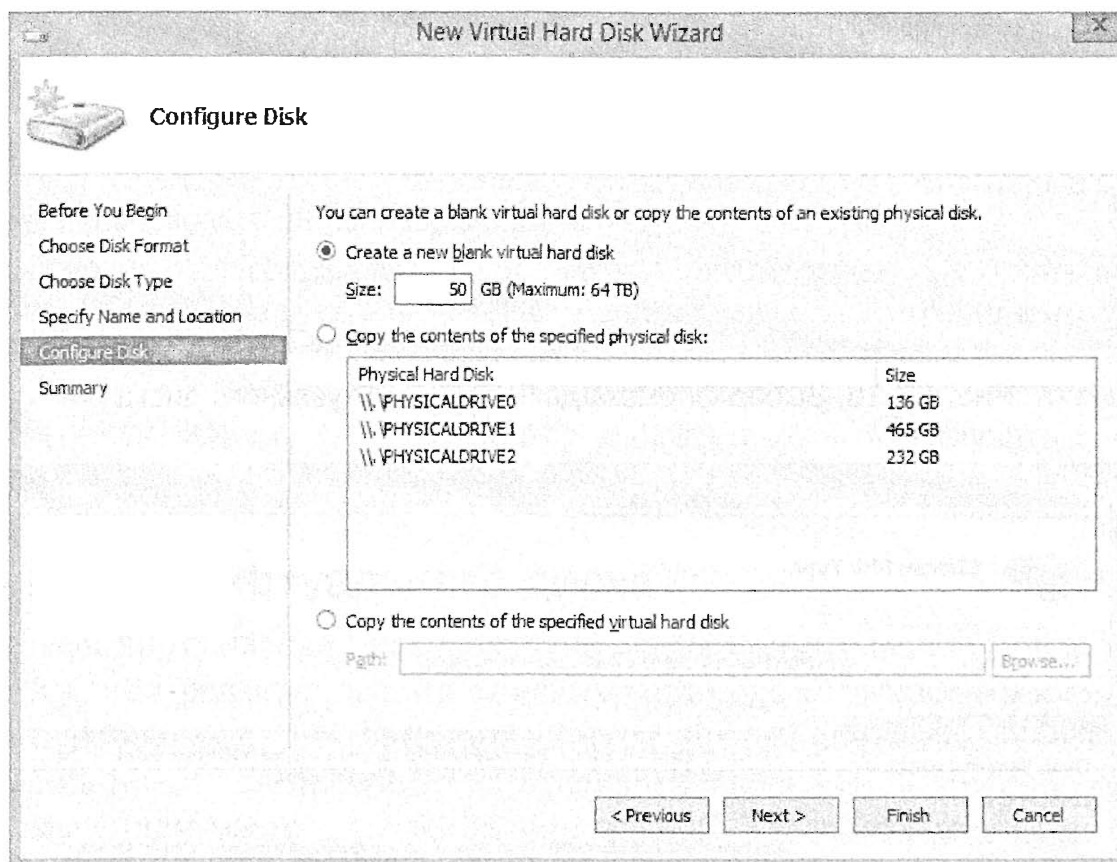 New Virtual Hard Disk Wizard
Configure Disk
Before You Begin
Choose Disk Format
Choose Disk Type
Specify Name and Location
Configure Disk
Summary
You can create a blank virtual hard disk or copy the contents of an existing physical disk.
Create a new blank virtual hard disk
Size: 50 GB (Maximum: 64 TB)
Copy the contents of the specified physical disk:
Physical Hard Disk Size
\\.\PHYSICALDRIVE0 136 GB
\\.\PHYSICALDRIVE1 465 GB
\\.\PHYSICALDRIVE2 232 GB
Copy the contents of the specified virtual hard disk
Path: Browse...
< Previous Next > Finish Cancel